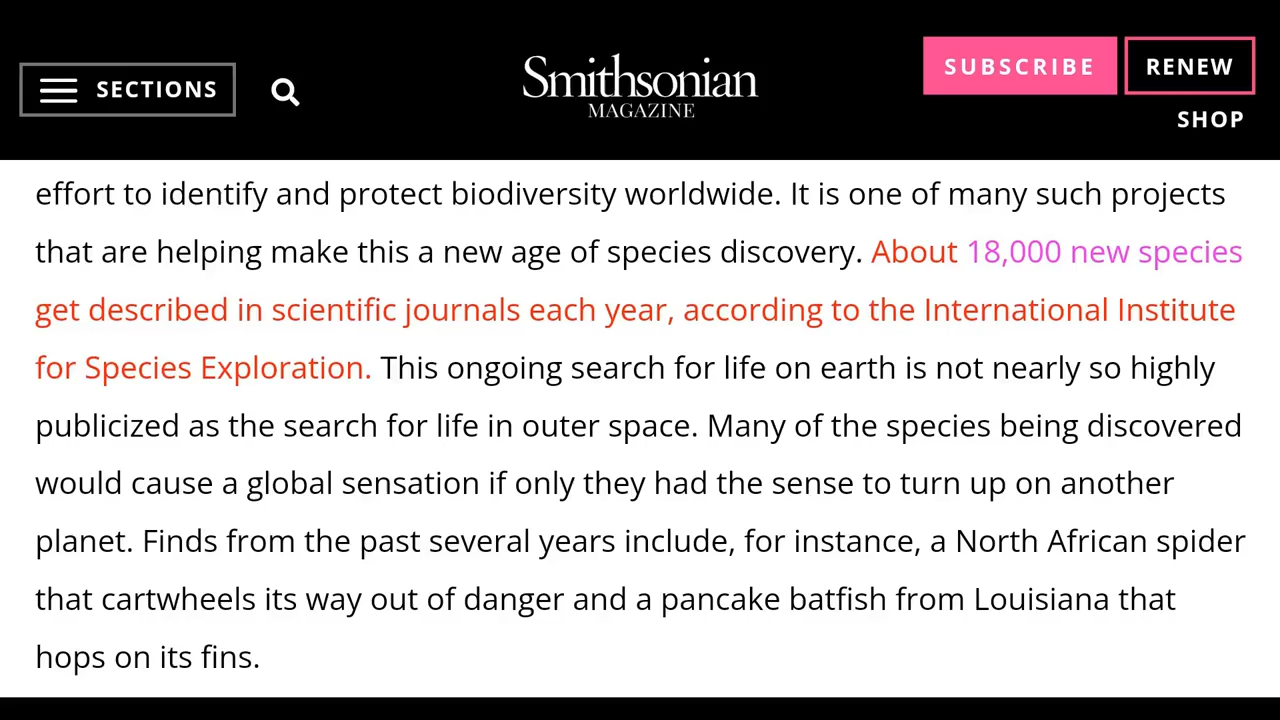 SECTIONS
Smithsonian
MAGAZINE
SUBSCRIBE
RENEW
SHOP
effort to identify and protect biodiversity worldwide. It is one of many such projects
that are helping make this a new age of species discovery. About 18,000 new species
get described in scientific journals each year, according to the International Institute
for Species Exploration. This ongoing search for life on earth is not nearly so highly
publicized as the search for life in outer space. Many of the species being discovered
would cause a global sensation if only they had the sense to turn up on another
planet. Finds from the past several years include, for instance, a North African spider
that cartwheels its way out of danger and a pancake batfish from Louisiana that
hops on its fins.